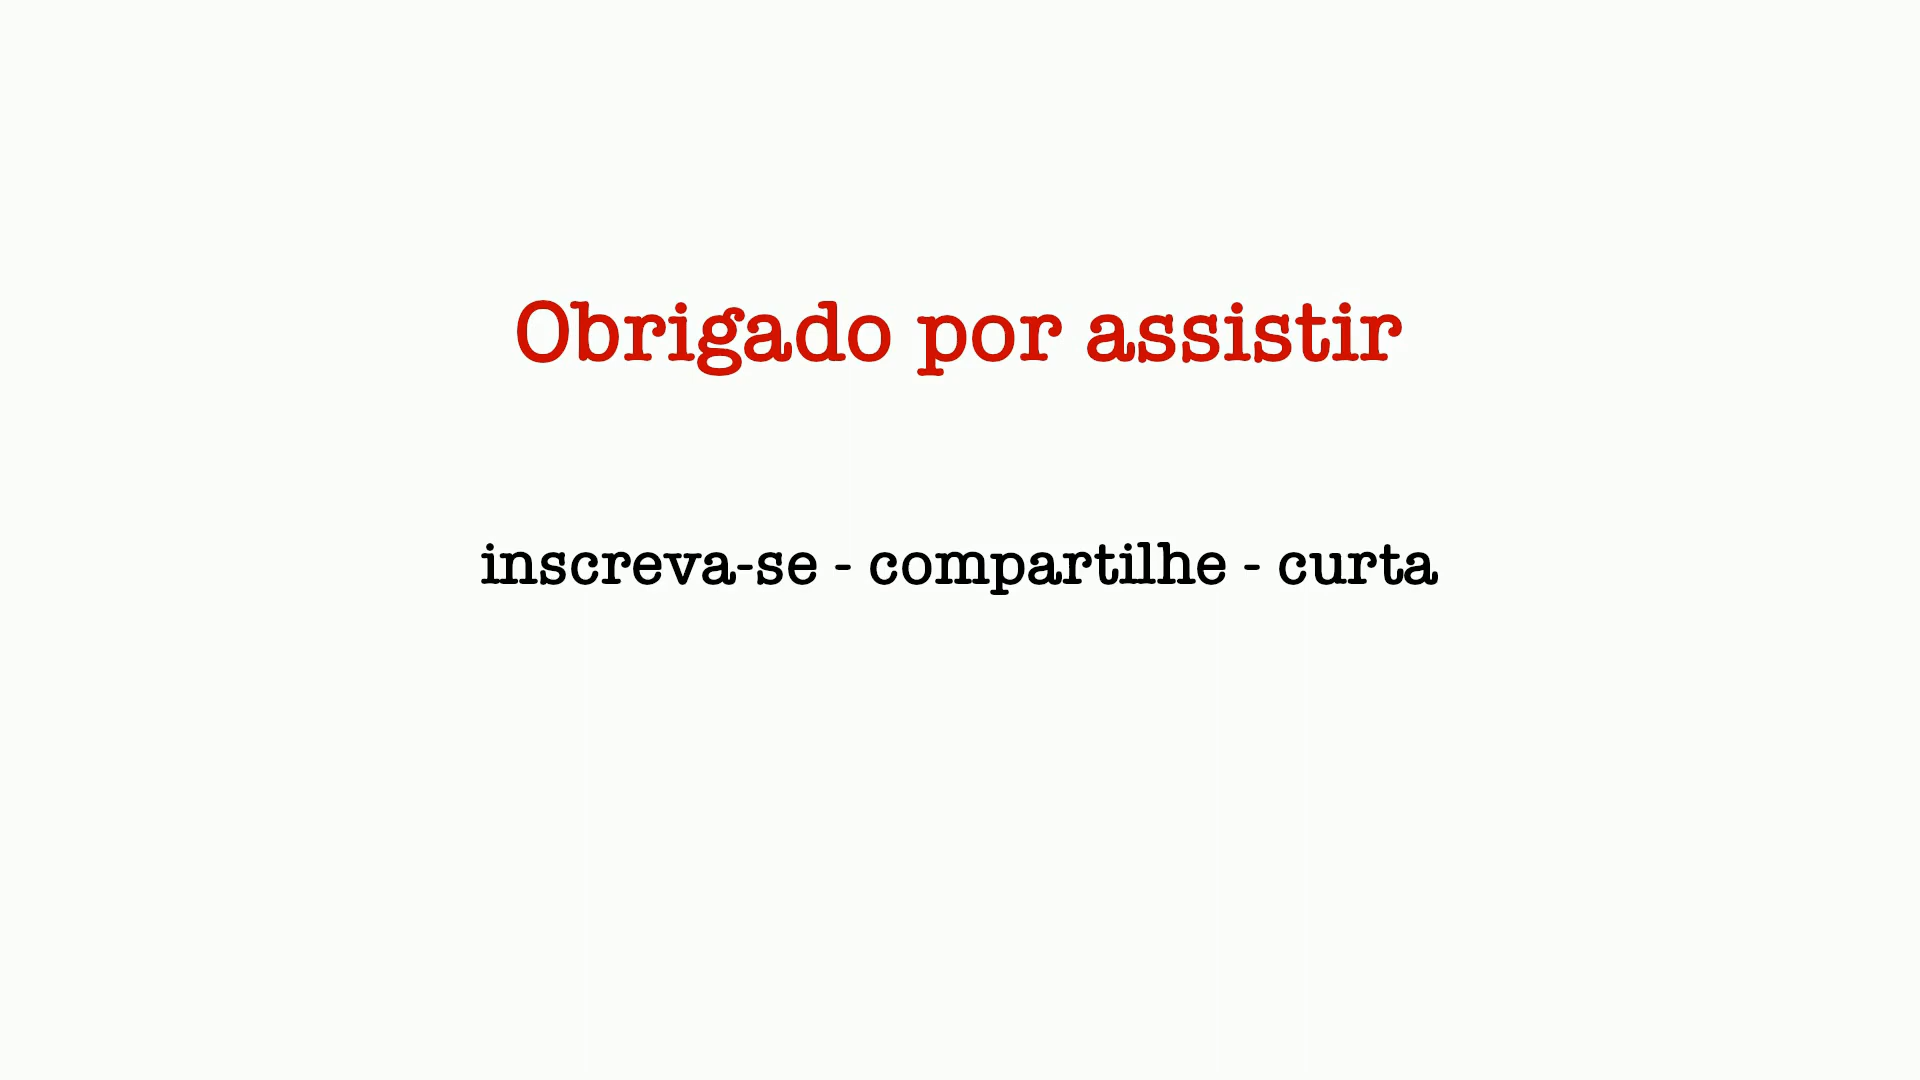 Obrigado por assistir
inscreva-se - compartilhe - curta